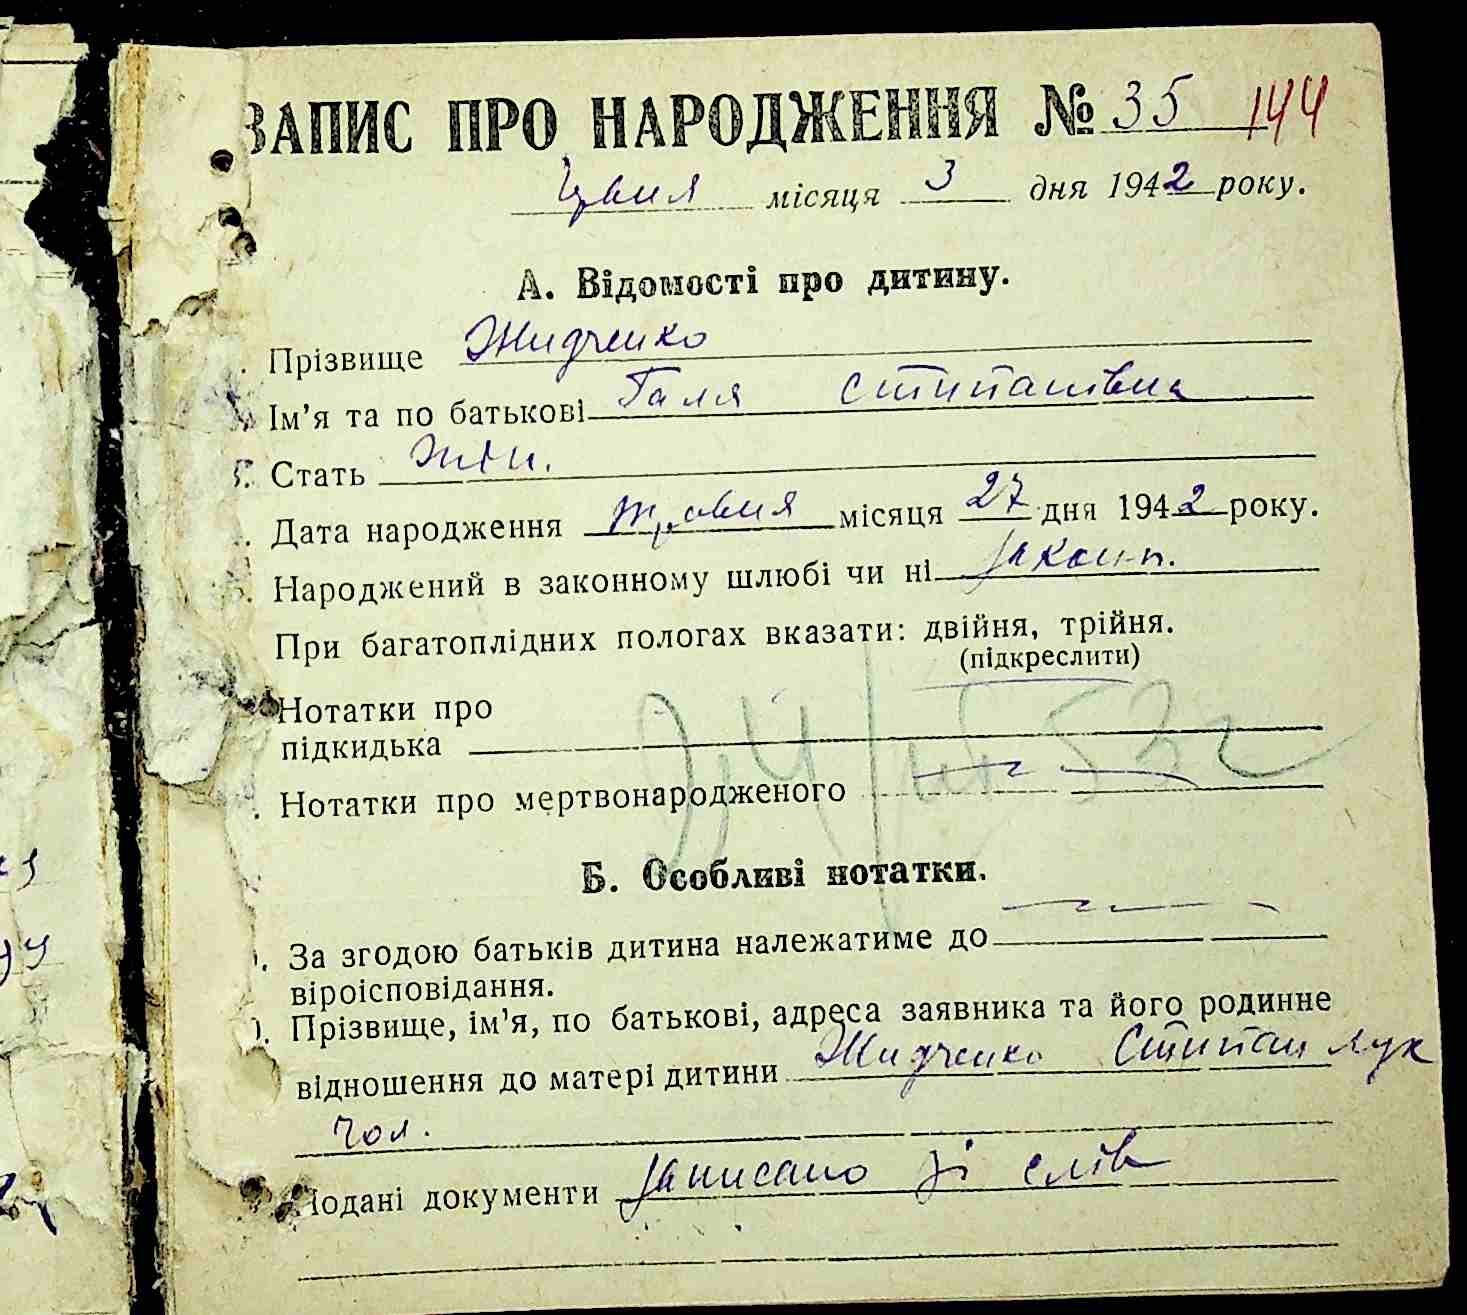 ЗАПИС ПРО НАРОДЖЕННЯ № 35 144
Црвня місяця 3 дня 1942 року.
А. Відомості про дитину.
Прізвище Жидченко
Ім'я та по батькові Галя Степанівна
5. Стать жін.
Дата народження травня місяця 27 дня 1942 року.
Народжений в законному шлюбі чи ні закон.
При багатоплідних пологах вказати: двійня, трійня.
(підкреслити)
Нотатки про
підкидька
Нотатки про мертвонародженого
Б. Особливі нотатки.
За згодою батьків дитина належатиме до
віроісповідання.
Прізвище, ім'я, по батькові, адреса заявника та його родинне
відношення до матері дитини Жидченко Степан Лук
чол.
Подані документи записано зі слів